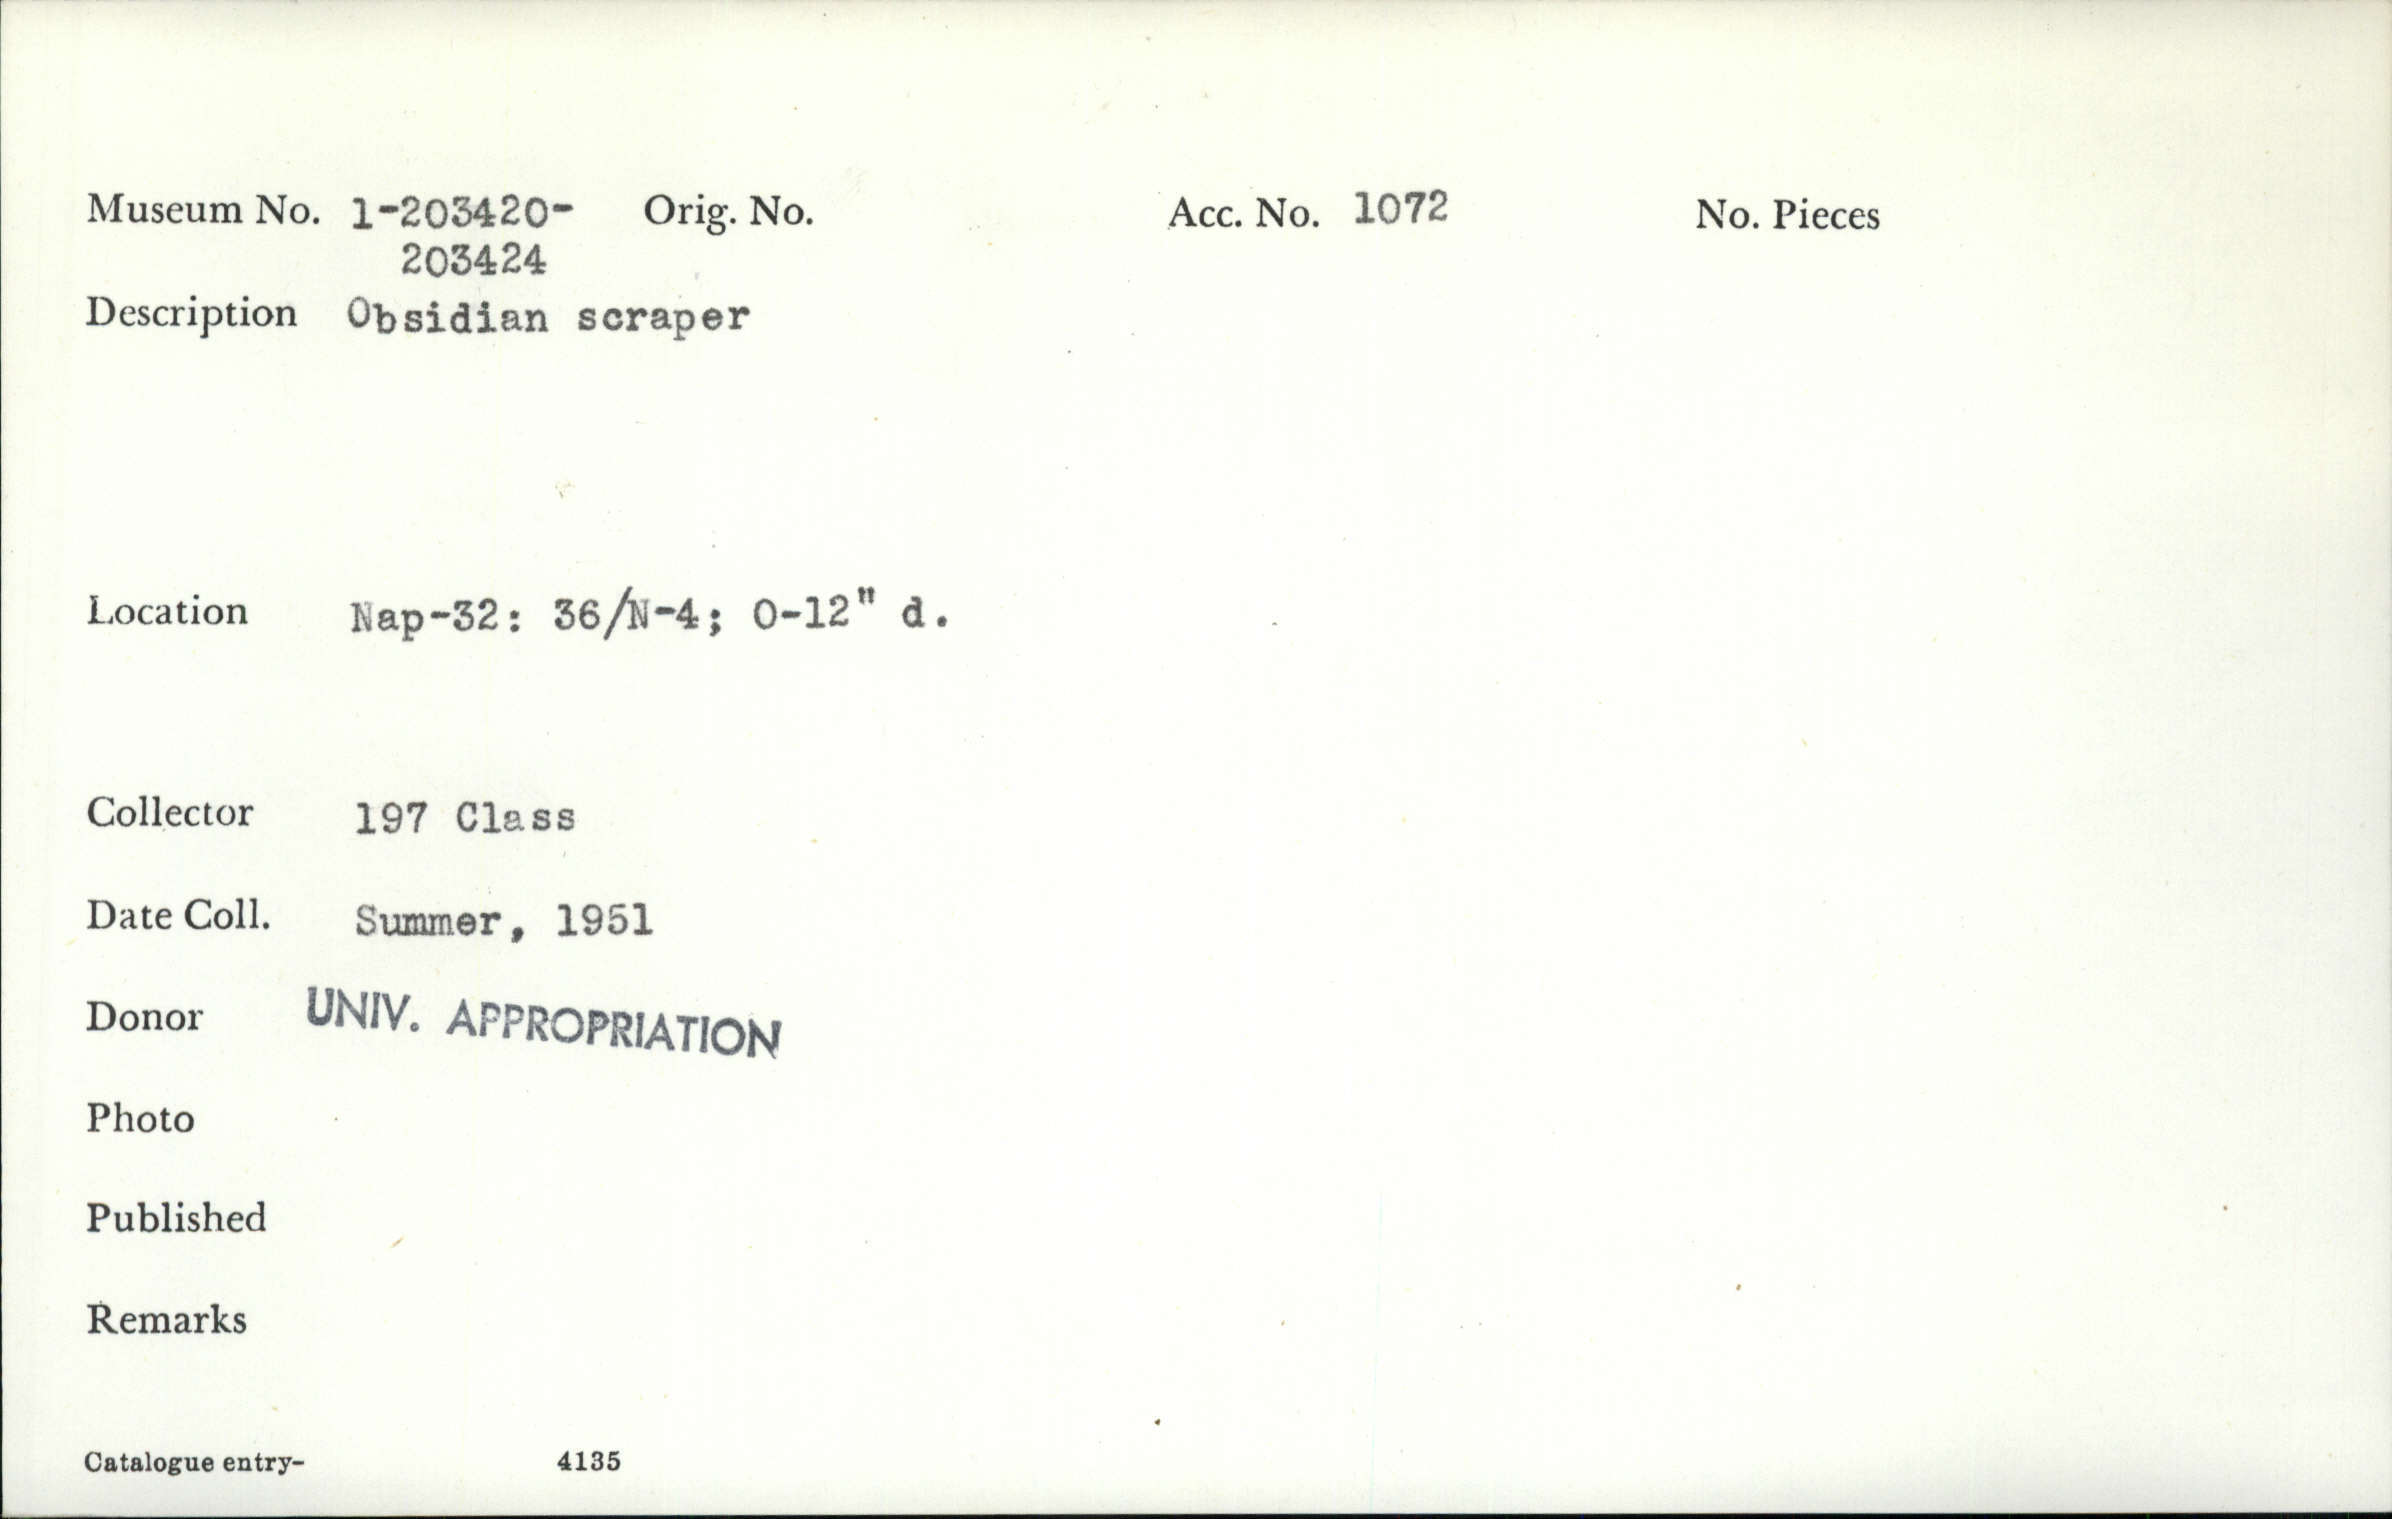 Museum No. 1-203420- Orig. No. Acc. No. 1072 No. Pieces
203424
Description Obsidian scraper
Location Nap-32: 36/N-4; 0-12" d.
Collector 197 Class
Date Coll. Summer, 1951
Donor UNIV. APPROPRIATION
Photo
Published
Remarks
Catalogue entry- 4135